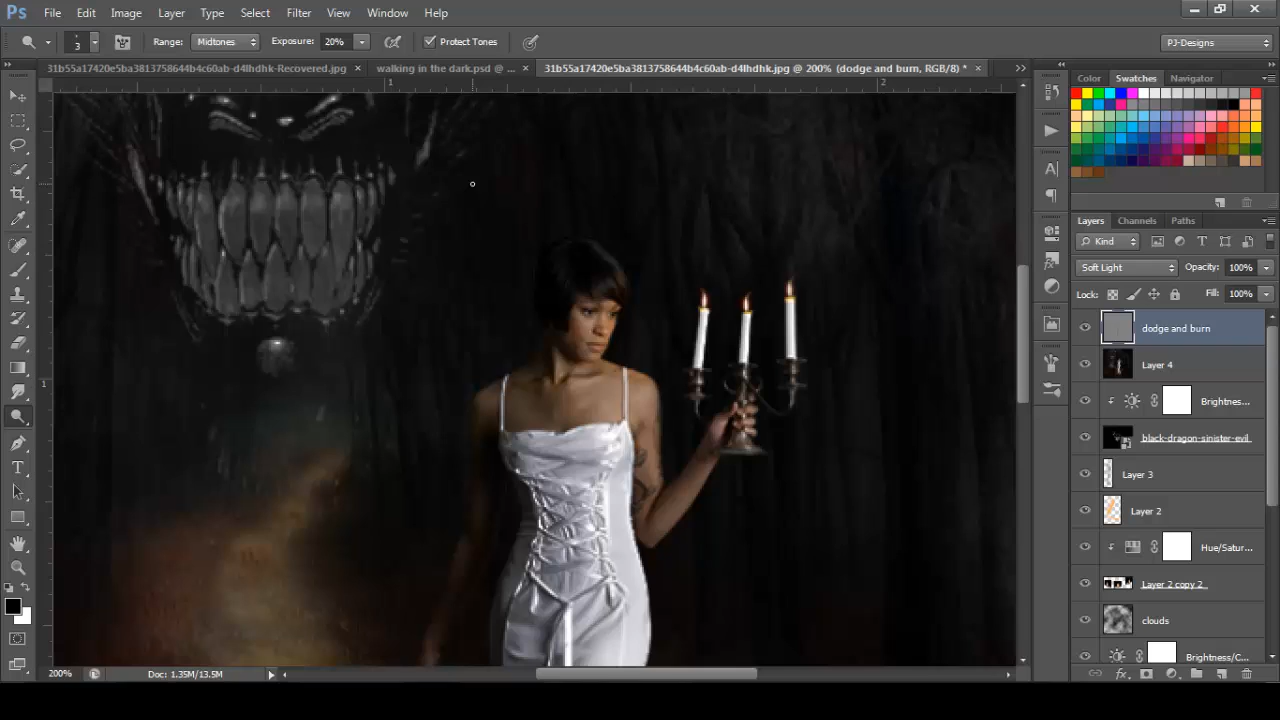 Ps File Edit Image Layer Type Select Filter View Window Help
3 Range: Midtones Exposure: 20% Protect Tones PJ-Designs
31b55a17420e5ba3813758644b4c60ab-d4lhdhk-Recovered.jpg × walking in the dark.psd @ ... × 31b55a17420e5ba3813758644b4c60ab-d4lhdhk.jpg @ 200% (dodge and burn, RGB/8) * ×
Color Swatches Navigator
1 2
Layers Channels Paths
Kind
Soft Light Opacity: 100%
Lock: Fill: 100%
dodge and burn
Layer 4
1
Brightnes...
black-dragon-sinister-evil
Layer 3
Layer 2
Hue/Satur...
Layer 2 copy 2
clouds
Brightness/C...
200% Doc: 1.35M/13.5M